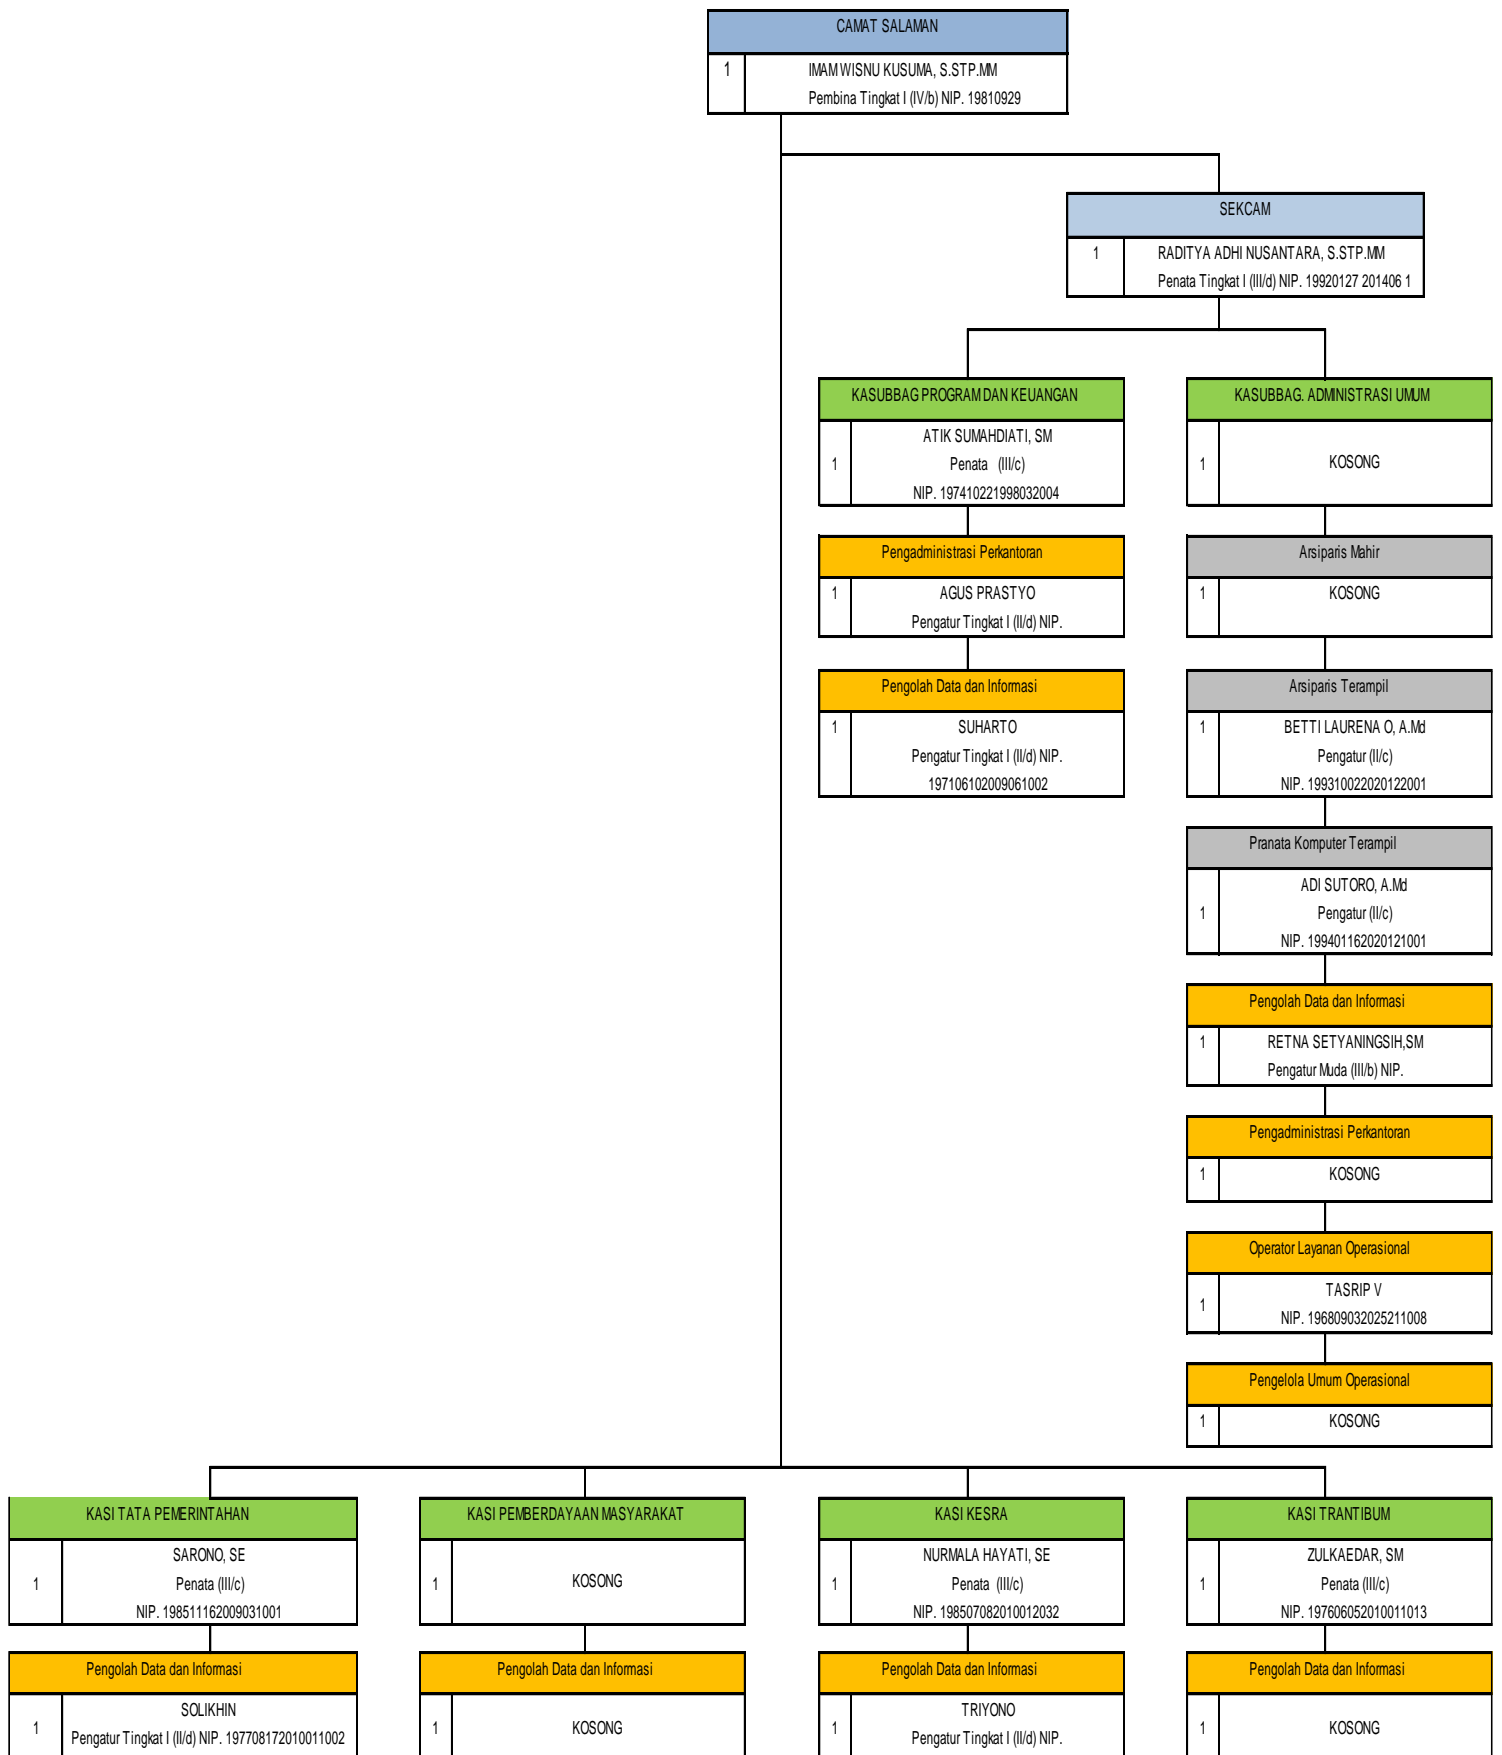 CAMAT SALAMAN
1
IMAM WISNU KUSUMA, S.STP.MM
Pembina Tingkat I (IV/b) NIP. 19810929
SEKCAM
1
RADITYA ADHI NUSANTARA, S.STP.MM
Penata Tingkat I (III/d) NIP. 19920127 201406 1
KASUBBAG PROGRAM DAN KEUANGAN
1
ATIK SUMAHDIATI, SM
Penata (III/c)
NIP. 197410221998032004
Pengadministrasi Perkantoran
1
AGUS PRASTYO
Pengatur Tingkat I (II/d) NIP.
Pengolah Data dan Informasi
1
SUHARTO
Pengatur Tingkat I (II/d) NIP.
197106102009061002
KASUBBAG. ADMINISTRASI UMUM
1
KOSONG
Arsiparis Mahir
1
KOSONG
Arsiparis Terampil
1
BETTI LAURENA O, A.Md
Pengatur (II/c)
NIP. 199310022020122001
Pranata Komputer Terampil
1
ADI SUTORO, A.Md
Pengatur (II/c)
NIP. 199401162020121001
Pengolah Data dan Informasi
1
RETNA SETYANINGSIH,SM
Pengatur Muda (III/b) NIP.
Pengadministrasi Perkantoran
1
KOSONG
Operator Layanan Operasional
1
TASRIP V
NIP. 196809032025211008
Pengelola Umum Operasional
1
KOSONG
KASI TATA PEMERINTAHAN
1
SARONO, SE
Penata (III/c)
NIP. 198511162009031001
Pengolah Data dan Informasi
1
SOLIKHIN
Pengatur Tingkat I (II/d) NIP. 197708172010011002
KASI PEMBERDAYAAN MASYARAKAT
1
KOSONG
Pengolah Data dan Informasi
1
KOSONG
KASI KESRA
1
NURMALA HAYATI, SE
Penata (III/c)
NIP. 198507082010012032
Pengolah Data dan Informasi
1
TRIYONO
Pengatur Tingkat I (II/d) NIP.
KASI TRANTIBUM
1
ZULKAEDAR, SM
Penata (III/c)
NIP. 197606052010011013
Pengolah Data dan Informasi
1
KOSONG